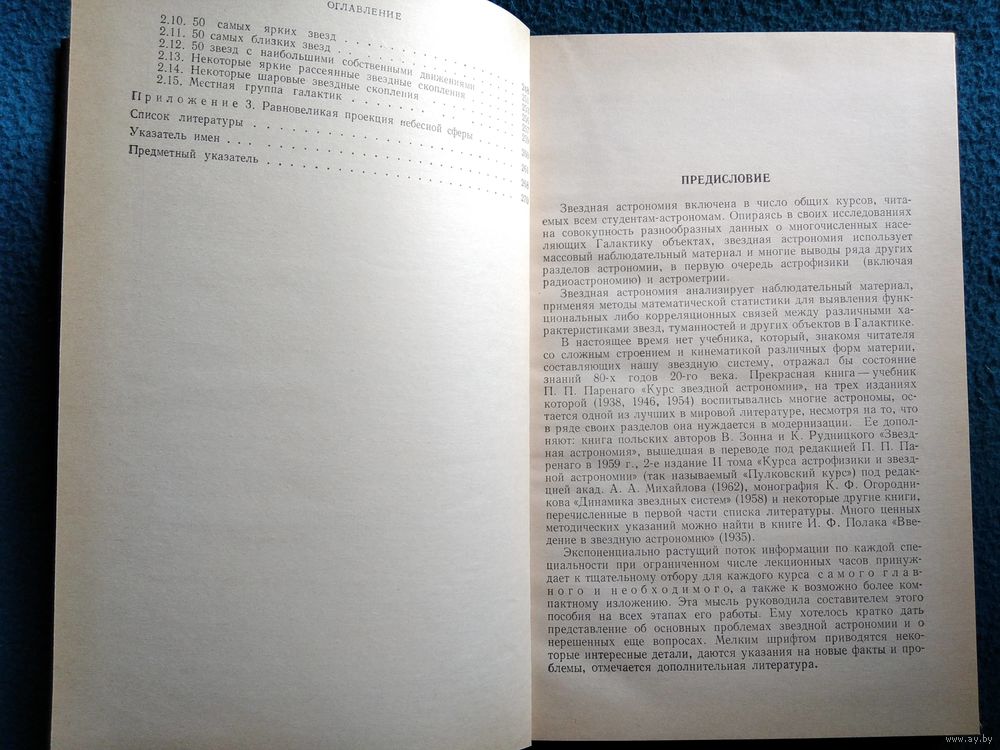 ОГЛАВЛЕНИЕ
2.10. 50 самых ярких звезд
2.11. 50 самых близких звезд
2.12. 50 звезд с наибольшими собственными движениями
2.13. Некоторые яркие рассеянные звездные скопления
2.14. Некоторые шаровые звездные скопления
2.15. Местная группа галактик
Приложение 3. Равновеликая проекция небесной сферы
Список литературы
Указатель имен
Предметный указатель
ПРЕДИСЛОВИЕ
Звездная астрономия включена в число общих курсов, чита-
емых всем студентам-астрономам. Опираясь в своих исследованиях
на совокупность разнообразных данных о многочисленных насе-
ляющих Галактику объектах, звездная астрономия использует
массовый наблюдательный материал и многие выводы ряда других
разделов астрономии, в первую очередь астрофизики (включая
радиоастрономию) и астрометрии.
Звездная астрономия анализирует наблюдательный материал,
применяя методы математической статистики для выявления функ-
циональных либо корреляционных связей между различными ха-
рактеристиками звезд, туманностей и других объектов в Галактике.
В настоящее время нет учебника, который, знакомя читателя
со сложным строением и кинематикой различных форм материи,
составляющих нашу звездную систему, отражал бы состояние
знаний 80-х годов 20-го века. Прекрасная книга — учебник
П. П. Паренаго «Курс звездной астрономии», на трех изданиях
которой (1938, 1946, 1954) воспитывались многие астрономы, ос-
тается одной из лучших в мировой литературе, несмотря на то, что
в ряде своих разделов она нуждается в модернизации. Ее допол-
няют: книга польских авторов В. Зонна и К. Рудницкого «Звезд-
ная астрономия», вышедшая в переводе под редакцией П. П. Па-
ренаго в 1959 г., 2-е издание II тома «Курса астрофизики и звезд-
ной астрономии» (так называемый «Пулковский курс») под редак-
цией акад. А. А. Михайлова (1962), монография К. Ф. Огородни-
кова «Динамика звездных систем» (1958) и некоторые другие книги,
перечисленные в первой части списка литературы. Много ценных
методических указаний можно найти в книге И. Ф. Полака «Вве-
дение в звездную астрономию» (1935).
Экспоненциально растущий поток информации по каждой спе-
циальности при ограниченном числе лекционных часов принуж-
дает к тщательному отбору для каждого курса самого глав-
ного и необходимого, а также к возможно более ком-
пактному изложению. Эта мысль руководила составителем этого
пособия на всех этапах его работы. Ему хотелось кратко дать
представление об основных проблемах звездной астрономии и о
нерешенных еще вопросах. Мелким шрифтом приводятся неко-
торые интересные детали, даются указания на новые факты и про-
блемы, отмечается дополнительная литература.
www.ay.by